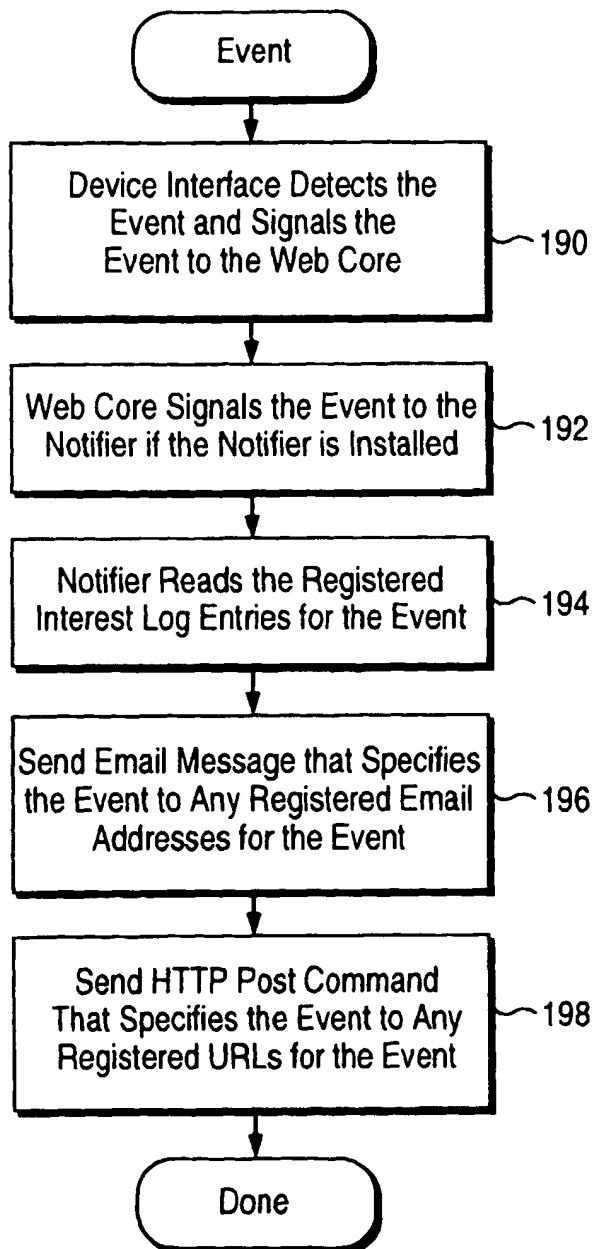 Event
Device Interface Detects the
Event and Signals the
Event to the Web Core
190
Web Core Signals the Event to the
Notifier if the Notifier is Installed
192
Notifier Reads the Registered
Interest Log Entries for the Event
194
Send Email Message that Specifies
the Event to Any Registered Email
Addresses for the Event
196
Send HTTP Post Command
That Specifies the Event to Any
Registered URLs for the Event
198
Done